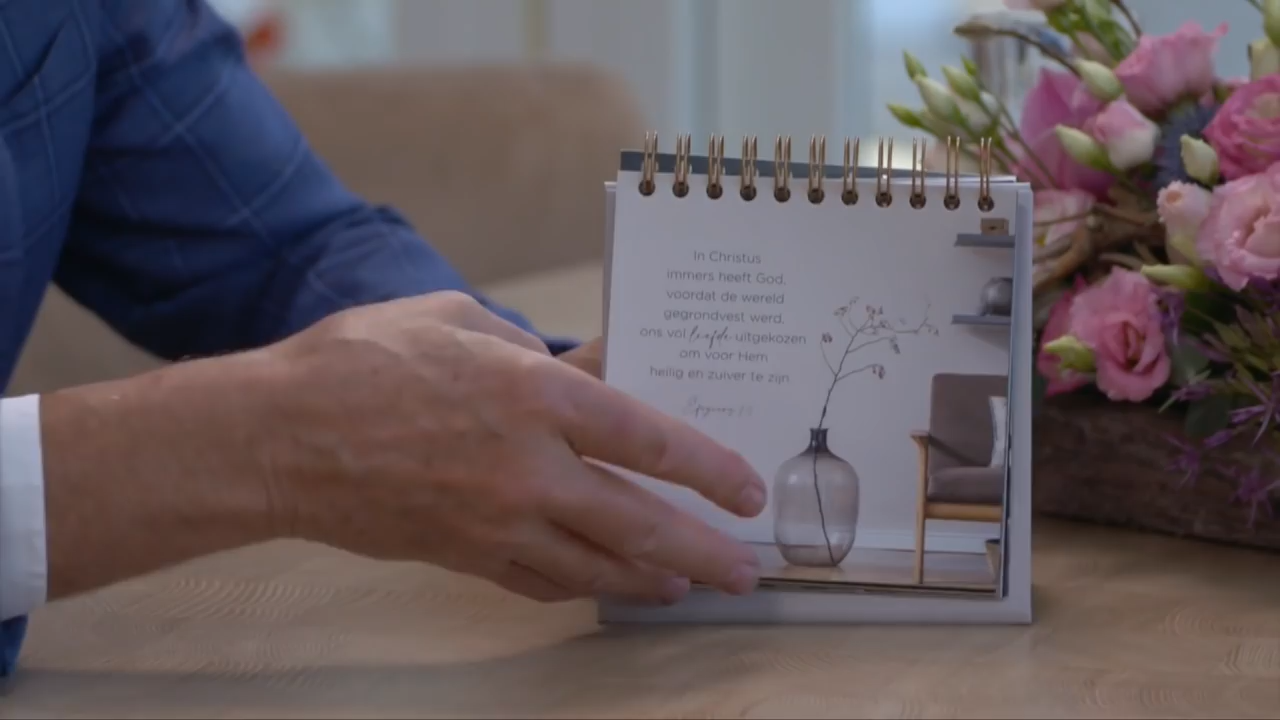 In Christus
immers heeft God,
voordat de wereld
gegrondvest werd,
ons vol liefde uitgekozen
om voor Hem
heilig en zuiver te zijn